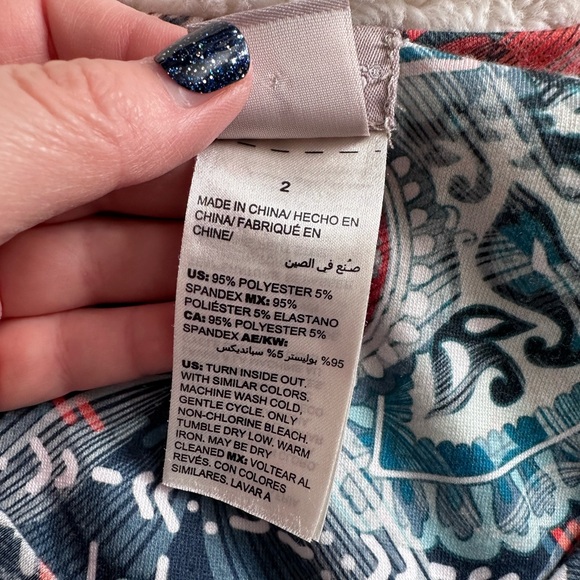 2
MADE IN CHINA/ HECHO EN
CHINA/ FABRIQUÉ EN
CHINE/
صُنع في الصين
US: 95% POLYESTER 5%
SPANDEX MX: 95%
POLIÉSTER 5% ELASTANO
CA: 95% POLYESTER 5%
SPANDEX AE/KW:
95% بوليستر 5% سباندیکس
US: TURN INSIDE OUT.
WITH SIMILAR COLORS.
MACHINE WASH COLD,
GENTLE CYCLE. ONLY
NON-CHLORINE BLEACH.
TUMBLE DRY LOW. WARM
IRON. MAY BE DRY
CLEANED MX: VOLTEAR AL
REVÉS. CON COLORES
SIMILARES. LAVAR A